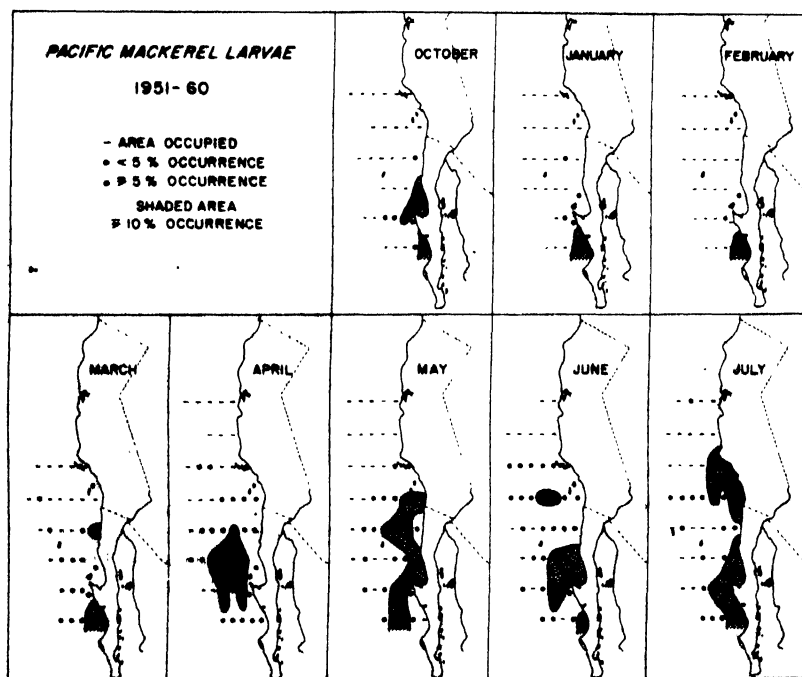 PACIFIC MACKEREL LARVAE
1951-60
- AREA OCCUPIED
• < 5 % OCCURRENCE
• ≥ 5 % OCCURRENCE
SHADED AREA
≥ 10 % OCCURRENCE
OCTOBER
JANUARY
FEBRUARY
MARCH
APRIL
MAY
JUNE
JULY